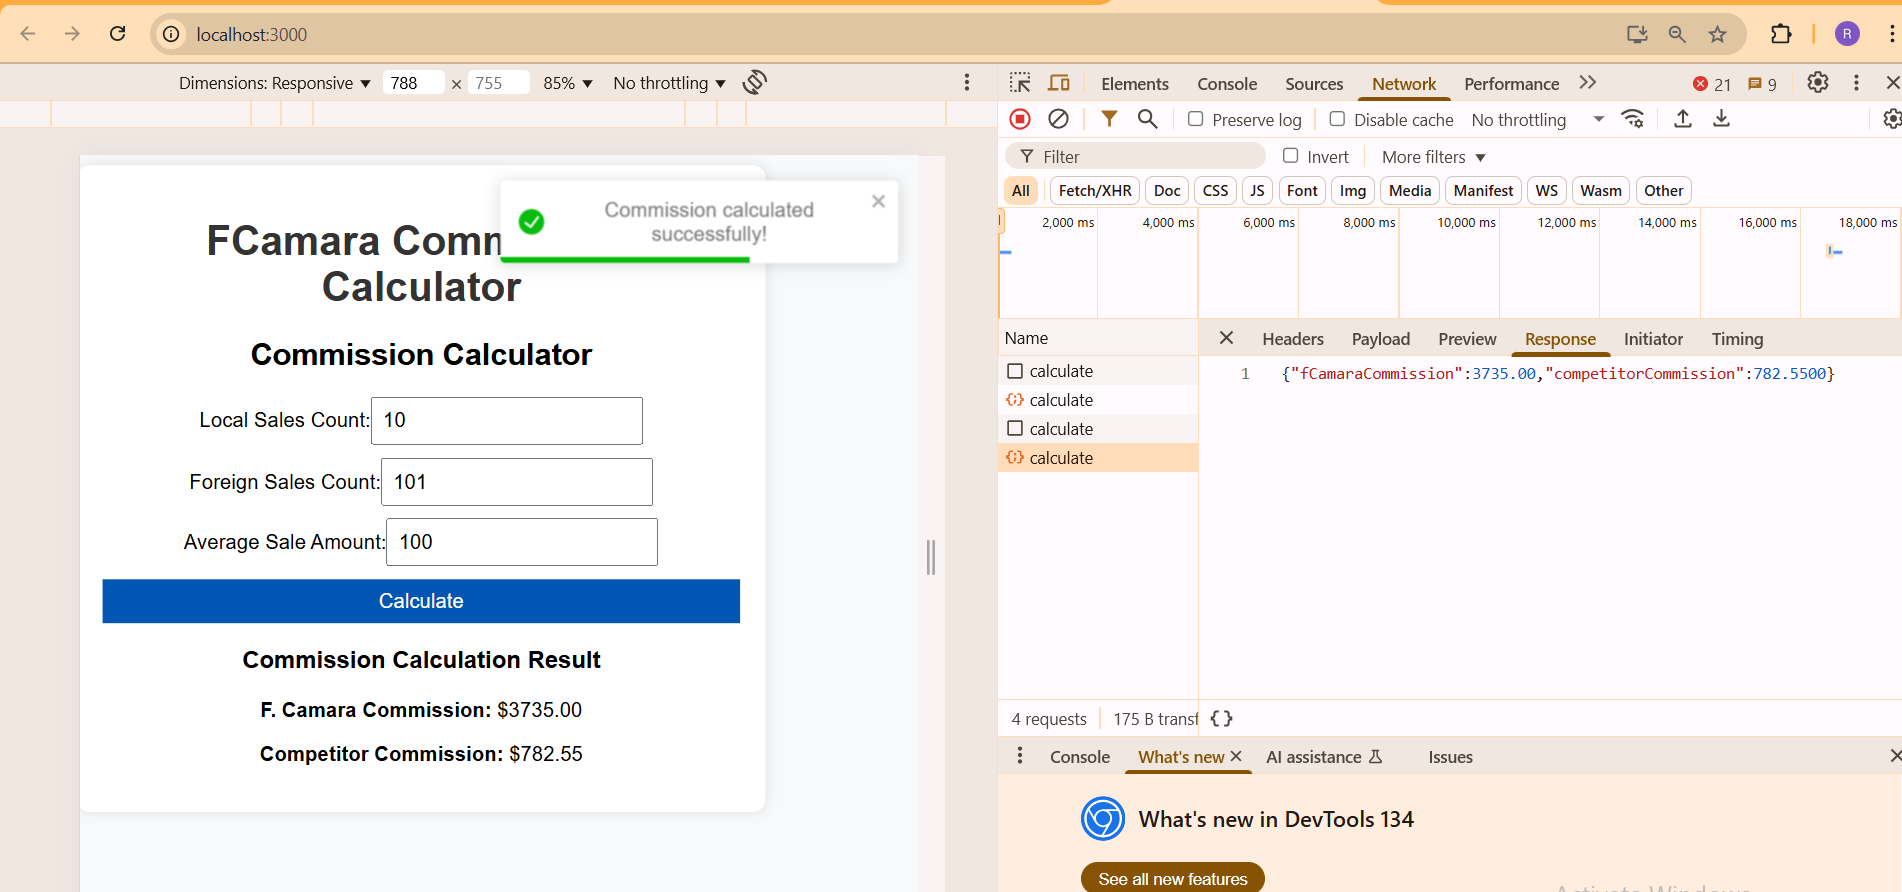 localhost:3000
R
Dimensions: Responsive 788 × 755 85% No throttling
Elements Console Sources Network Performance 21 9
Preserve log Disable cache No throttling
Filter Invert More filters
All Fetch/XHR Doc CSS JS Font Img Media Manifest WS Wasm Other
2,000 ms 4,000 ms 6,000 ms 8,000 ms 10,000 ms 12,000 ms 14,000 ms 16,000 ms 18,000 ms
Commission calculated
successfully!
FCamara Comm
Calculator
Commission Calculator
Local Sales Count: 10
Foreign Sales Count: 101
Average Sale Amount: 100
Calculate
Commission Calculation Result
F. Camara Commission: $3735.00
Competitor Commission: $782.55
Name
calculate
calculate
calculate
calculate
Headers Payload Preview Response Initiator Timing
1 {"fCamaraCommission":3735.00,"competitorCommission":782.5500}
4 requests 175 B transf
Console What's new AI assistance Issues
What's new in DevTools 134
See all new features
Activate Windows